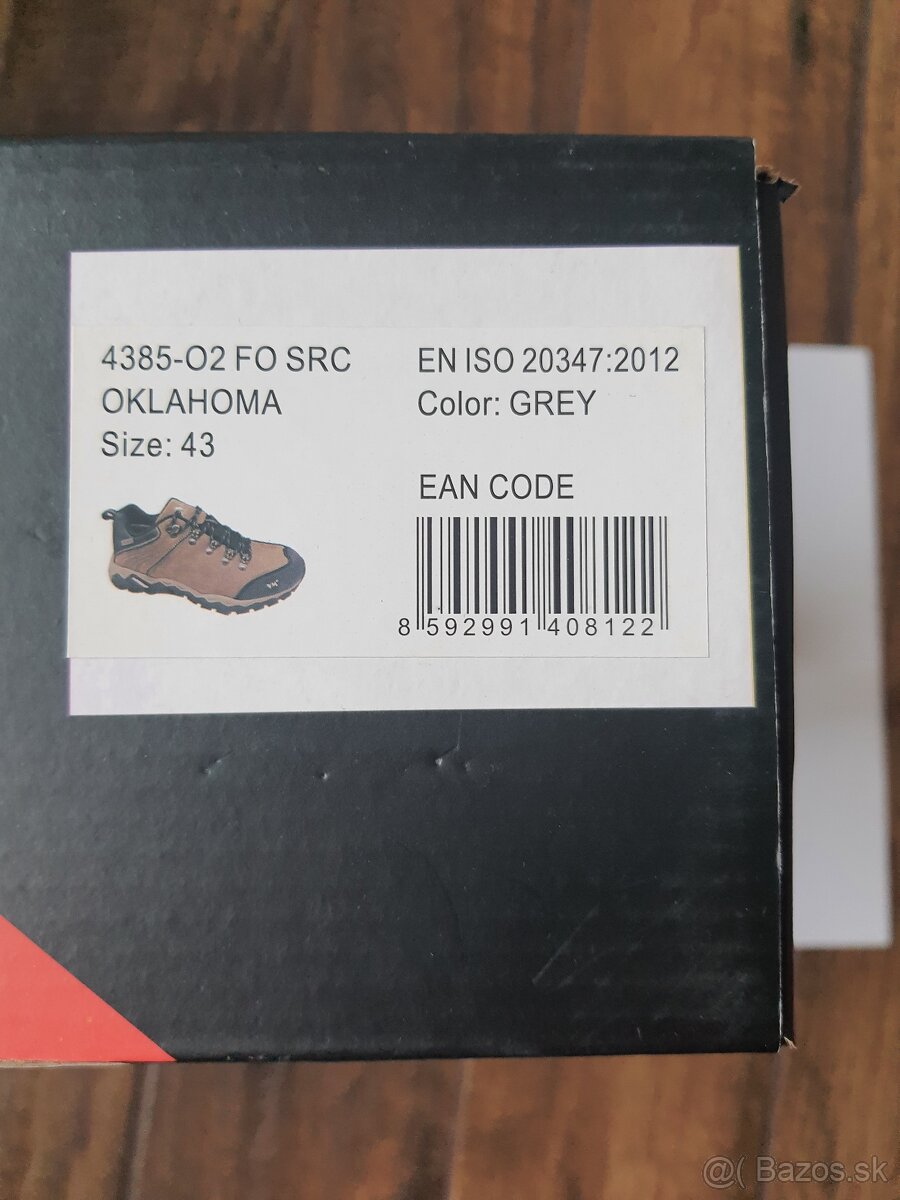 4385-O2 FO SRC
OKLAHOMA
Size: 43
EN ISO 20347:2012
Color: GREY
EAN CODE
8 592991 408122
@( Bazos.sk